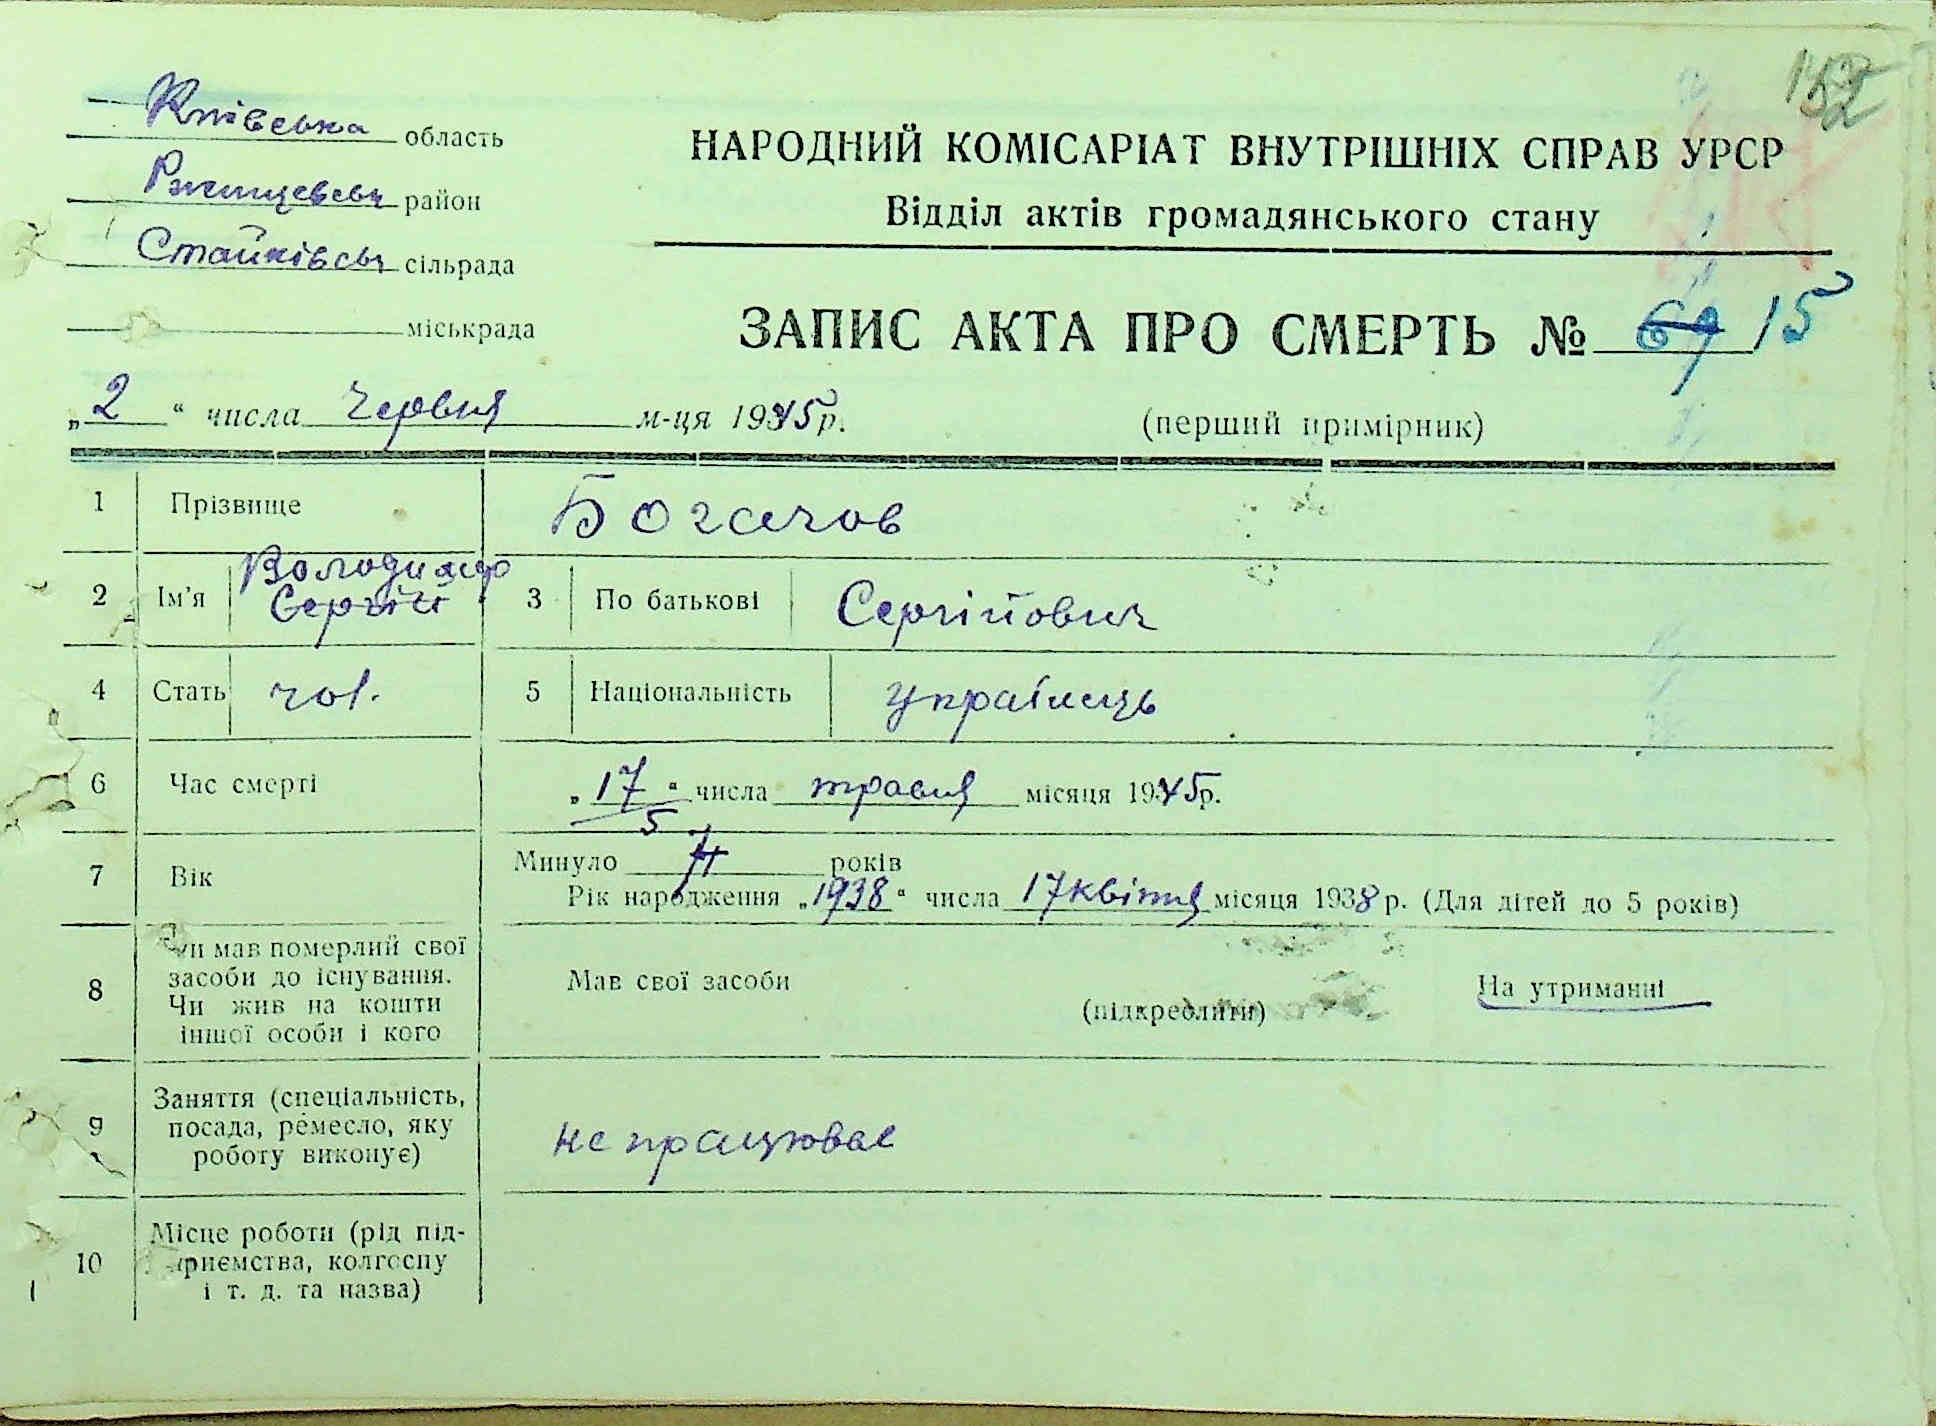 152
Київська область
НАРОДНИЙ КОМІСАРІАТ ВНУТРІШНІХ СПРАВ УРСР
Ржищевськ район
Відділ актів громадянського стану
Стайківськ сільрада
міськрада
ЗАПИС АКТА ПРО СМЕРТЬ № 69 15
„2“ числа Червня м-ця 1945 р.
(перший примірник)
1 Прізвище Богачов
Володимир
2 Ім’я Сергій 3 По батькові Сергійович
4 Стать чол. 5 Національність українець
6 Час смерті „17“ числа травня місяця 1945 р.
5
7 Вік Минуло 7 років
Рік народження „1938“ числа 17 квітня місяця 1938 р. (Для дітей до 5 років)
8 Чи мав померлий свої засоби до існування. Чи жив на кошти іншої особи і кого
Мав свої засоби (підкреслити) На утриманні
9 Заняття (спеціальність, посада, ремесло, яку роботу виконує)
не працював
10 Місце роботи (рід підприємства, колгоспу і т. д. та назва)